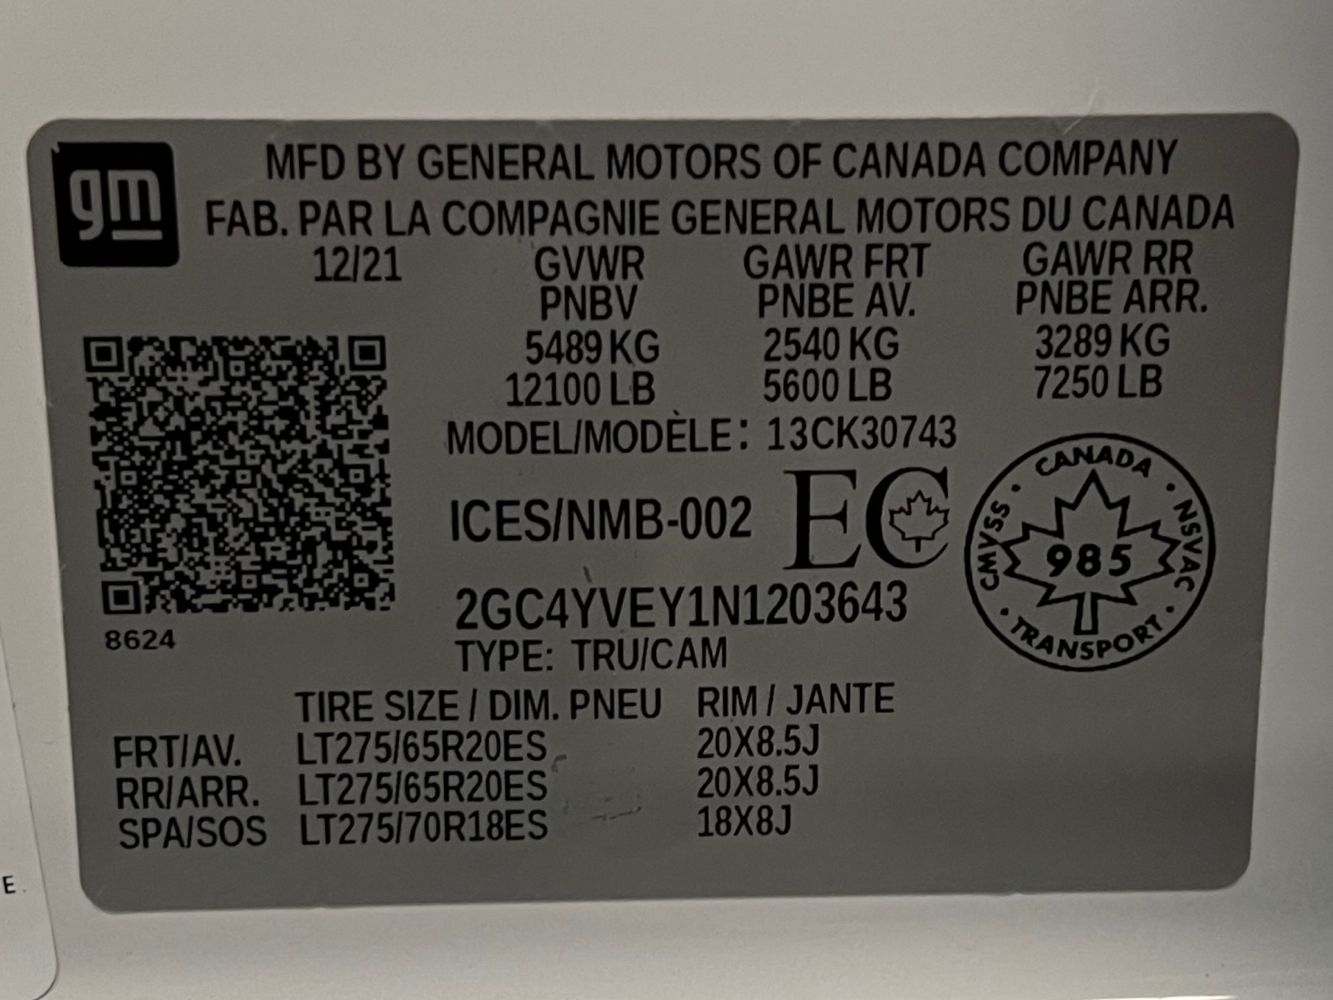 gm
MFD BY GENERAL MOTORS OF CANADA COMPANY
FAB. PAR LA COMPAGNIE GENERAL MOTORS DU CANADA
12/21 GVWR GAWR FRT GAWR RR
PNBV PNBE AV. PNBE ARR.
5489 KG 2540 KG 3289 KG
12100 LB 5600 LB 7250 LB
MODEL/MODÈLE: 13CK30743
ICES/NMB-002 EC
CANADA • NSVAC • TRANSPORT • CMVSS •
985
2GC4YVEY1N1203643
8624
TYPE: TRU/CAM
TIRE SIZE / DIM. PNEU RIM / JANTE
FRT/AV. LT275/65R20ES 20X8.5J
RR/ARR. LT275/65R20ES 20X8.5J
SPA/SOS LT275/70R18ES 18X8J
E